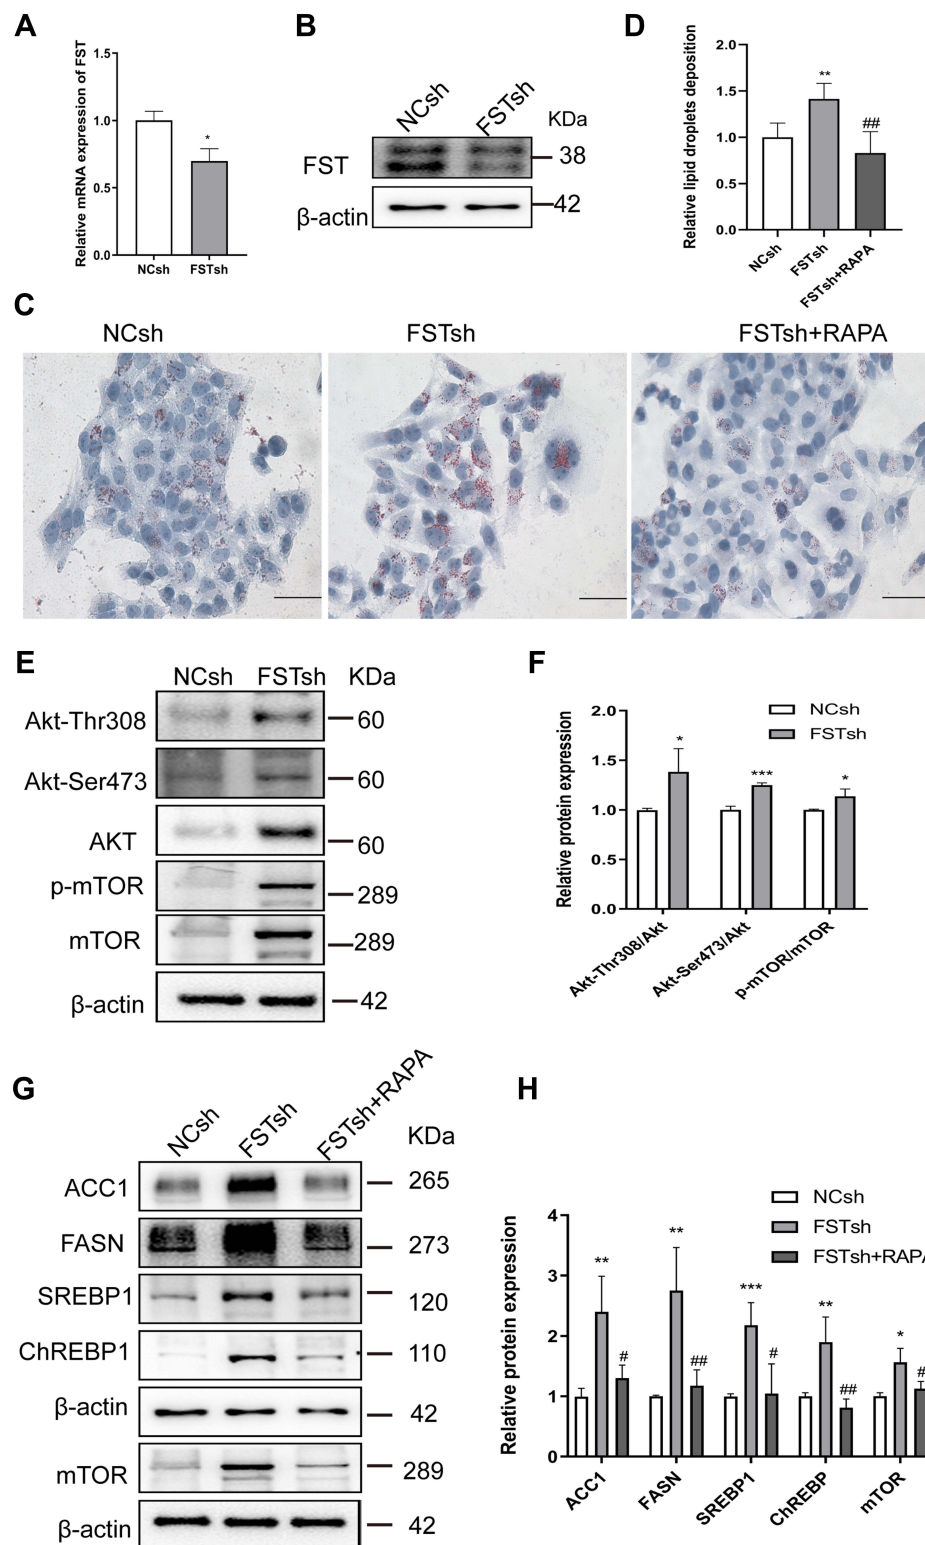 A
Relative mRNA expression of FST
1.5
1.0
0.5
0.0
*
NCsh
FSTsh
B
NCsh
FSTsh
KDa
FST
38
β-actin
42
D
Relative lipid droplets deposition
2.0
1.5
1.0
0.5
0.0
**
##
NCsh
FSTsh
FSTsh+RAPA
C
NCsh
FSTsh
FSTsh+RAPA
E
NCsh
FSTsh
KDa
Akt-Thr308
60
Akt-Ser473
60
AKT
60
p-mTOR
289
mTOR
289
β-actin
42
F
Relative protein expression
2.0
1.5
1.0
0.5
0.0
NCsh
FSTsh
*
***
*
Akt-Thr308/Akt
Akt-Ser473/Akt
p-mTOR/mTOR
G
NCsh
FSTsh
FSTsh+RAPA
KDa
ACC1
265
FASN
273
SREBP1
120
ChREBP1
110
β-actin
42
mTOR
289
β-actin
42
H
Relative protein expression
4
3
2
1
0
NCsh
FSTsh
FSTsh+RAPA
**
#
**
##
***
#
**
##
*
#
ACC1
FASN
SREBP1
ChREBP
mTOR